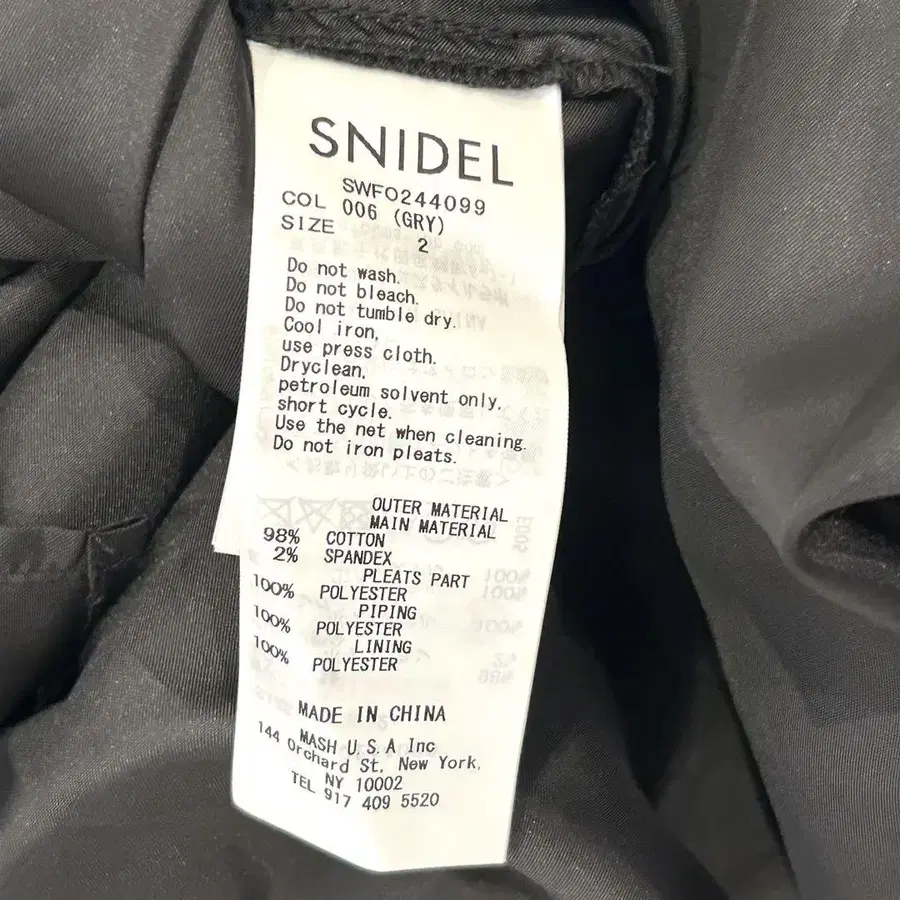 SNIDEL
SWFO244099
COL 006 (GRY)
SIZE 2
Do not wash.
Do not bleach.
Do not tumble dry.
Cool iron,
use press cloth.
Dryclean,
petroleum solvent only,
short cycle.
Use the net when cleaning.
Do not iron pleats.
OUTER MATERIAL
MAIN MATERIAL
98% COTTON
2% SPANDEX
PLEATS PART
100% POLYESTER
PIPING
100% POLYESTER
LINING
100% POLYESTER
MADE IN CHINA
MASH U.S.A Inc
144 Orchard St, New York,
NY 10002
TEL 917 409 5520